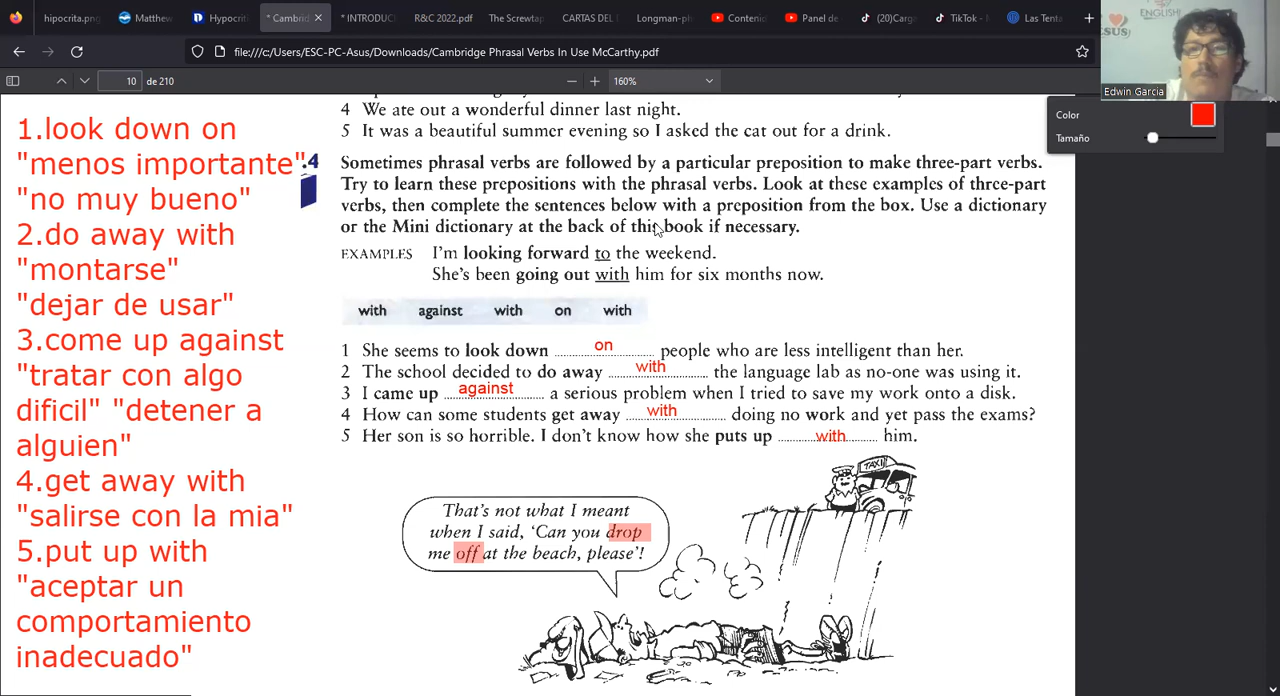 hipocrita.png
Matthew
Hypocriti
* Cambrid
* INTRODUC
R&C 2022.pdf
The Screwtap
CARTAS DEL
Longman-ph
Contenid
Panel de
(20)Carga
TikTok -
Las Tenta
ENGLISH!
JESUS
Edwin Garcia
file:///c:/Users/ESC-PC-Asus/Downloads/Cambridge Phrasal Verbs In Use McCarthy.pdf
10 de 210
160%
Color
Tamaño
4 We ate out a wonderful dinner last night.
5 It was a beautiful summer evening so I asked the cat out for a drink.
.4 Sometimes phrasal verbs are followed by a particular preposition to make three-part verbs.
Try to learn these prepositions with the phrasal verbs. Look at these examples of three-part
verbs, then complete the sentences below with a preposition from the box. Use a dictionary
or the Mini dictionary at the back of this book if necessary.
EXAMPLES I'm looking forward to the weekend.
She's been going out with him for six months now.
with against with on with
1 She seems to look down on people who are less intelligent than her.
2 The school decided to do away with the language lab as no-one was using it.
3 I came up against a serious problem when I tried to save my work onto a disk.
4 How can some students get away with doing no work and yet pass the exams?
5 Her son is so horrible. I don't know how she puts up with him.
That's not what I meant
when I said, 'Can you drop
me off at the beach, please'!
TAXI
1.look down on
"menos importante"
"no muy bueno"
2.do away with
"montarse"
"dejar de usar"
3.come up against
"tratar con algo
dificil" "detener a
alguien"
4.get away with
"salirse con la mia"
5.put up with
"aceptar un
comportamiento
inadecuado"